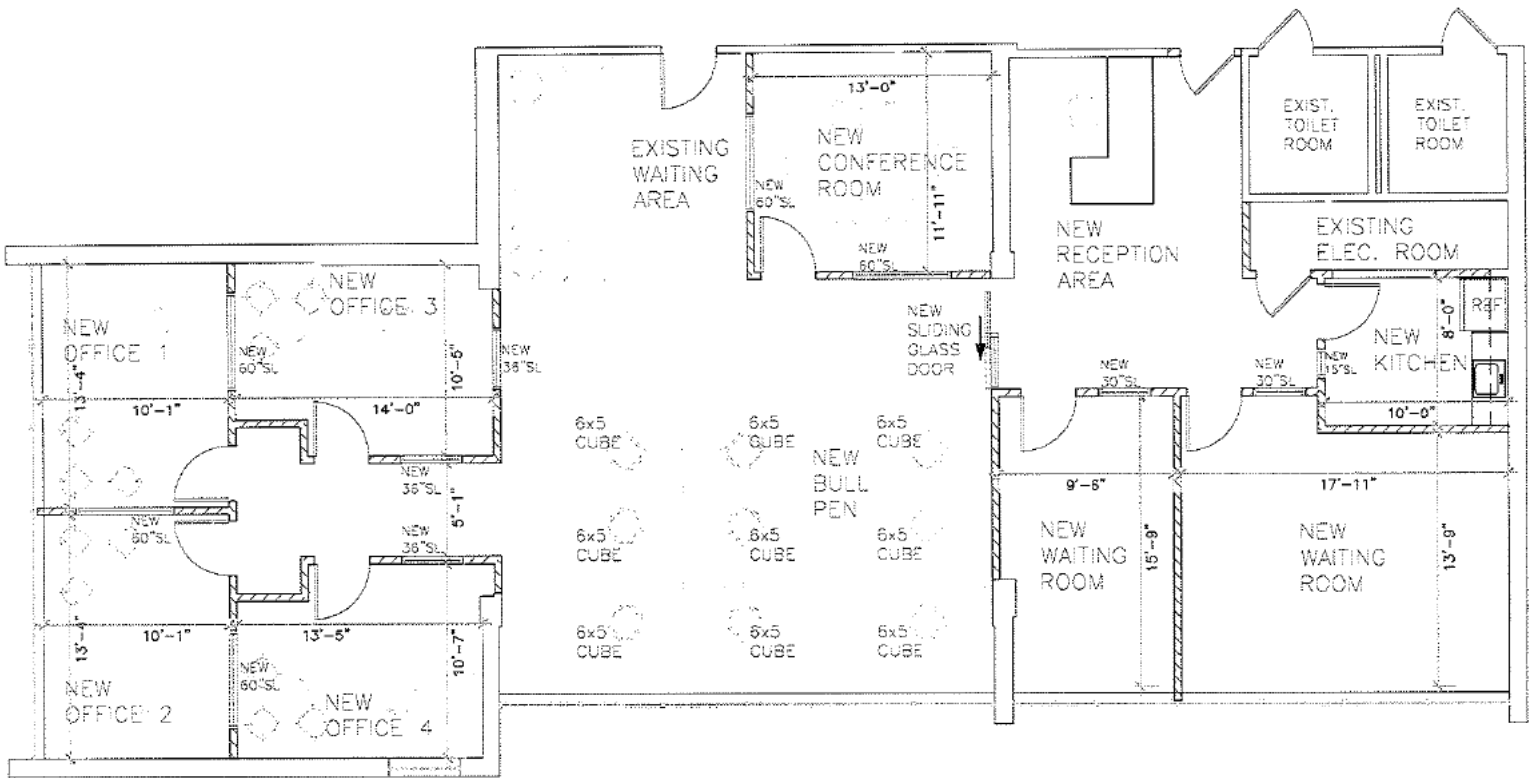 EXIST.
TOILET
ROOM
EXIST.
TOILET
ROOM
13'-0"
EXISTING
WAITING
AREA
NEW
CONFERENCE
ROOM
NEW
60"SL
11'-11"
NEW
60"SL
NEW
RECEPTION
AREA
EXISTING
ELEC. ROOM
NEW
OFFICE 3
NEW
OFFICE 1
NEW
60"SL
NEW
36"SL
10'-5"
13'-4"
10'-1"
14'-0"
NEW
SLIDING
GLASS
DOOR
REF
8'-0"
NEW
KITCHEN
NEW
15"SL
NEW
30"SL
NEW
30"SL
10'-0"
6x5
CUBE
6x5
CUBE
6x5
CUBE
NEW
BULL
PEN
NEW
36"SL
5'-1"
NEW
36"SL
NEW
60"SL
9'-6"
17'-11"
6x5
CUBE
6x5
CUBE
6x5
CUBE
NEW
WAITING
ROOM
15'-9"
NEW
WAITING
ROOM
13'-9"
6x5
CUBE
6x5
CUBE
6x5
CUBE
10'-1"
13'-5"
13'-4"
10'-7"
NEW
60"SL
NEW
OFFICE 2
NEW
OFFICE 4